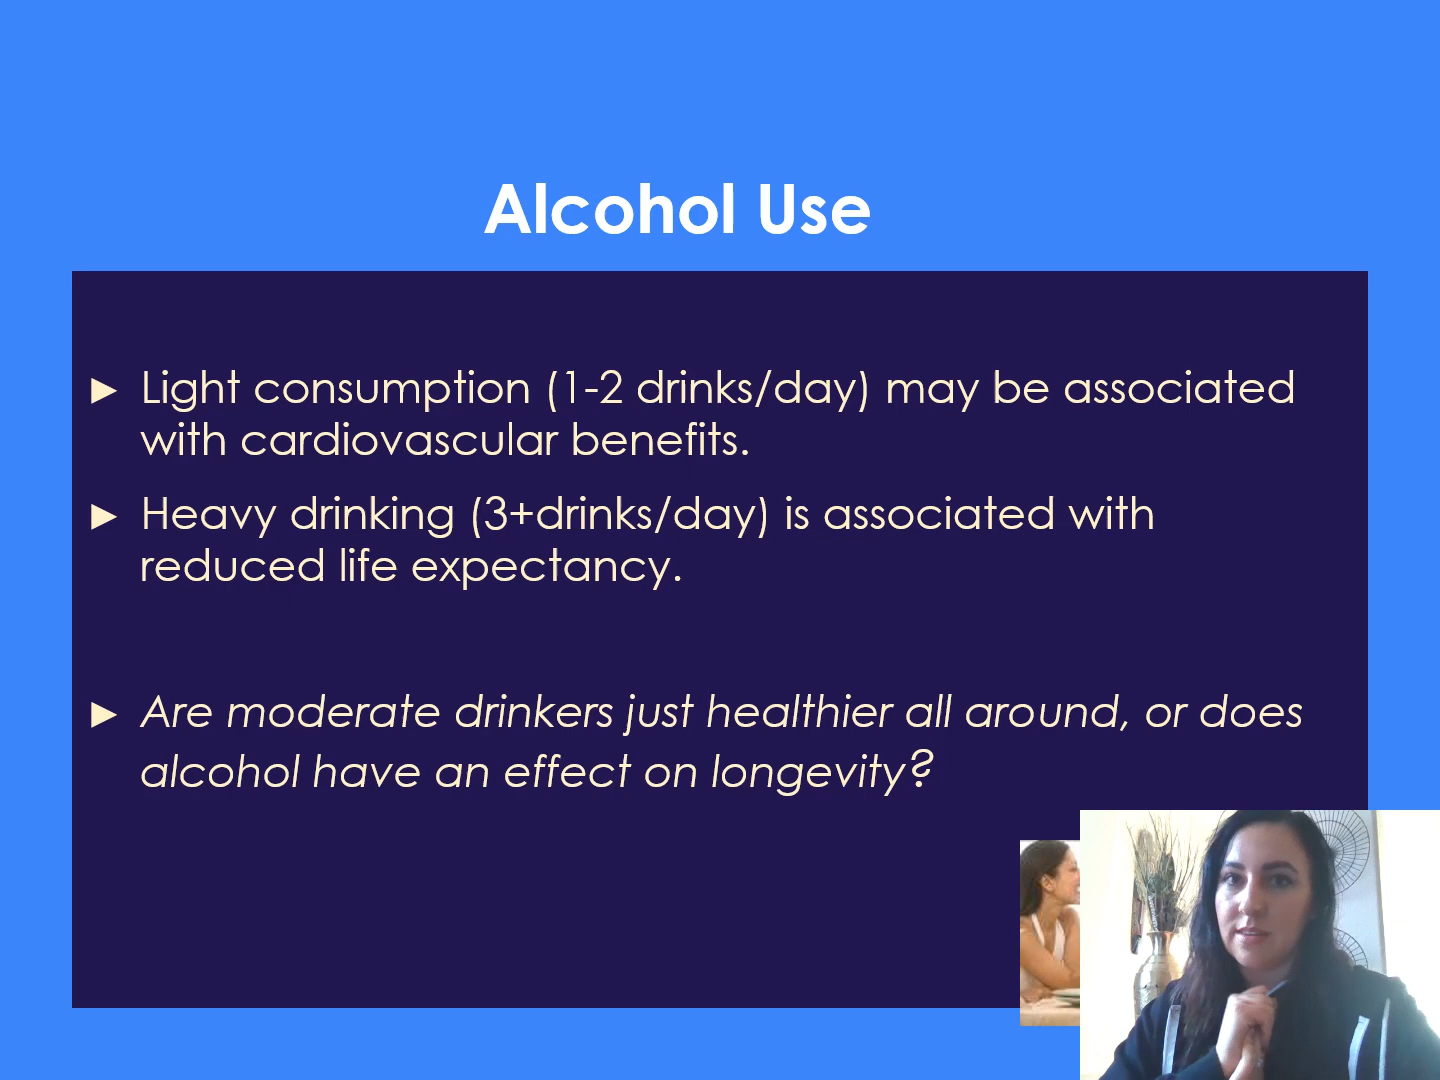 Alcohol Use
► Light consumption (1-2 drinks/day) may be associated
with cardiovascular benefits.
► Heavy drinking (3+drinks/day) is associated with
reduced life expectancy.
► Are moderate drinkers just healthier all around, or does
alcohol have an effect on longevity?